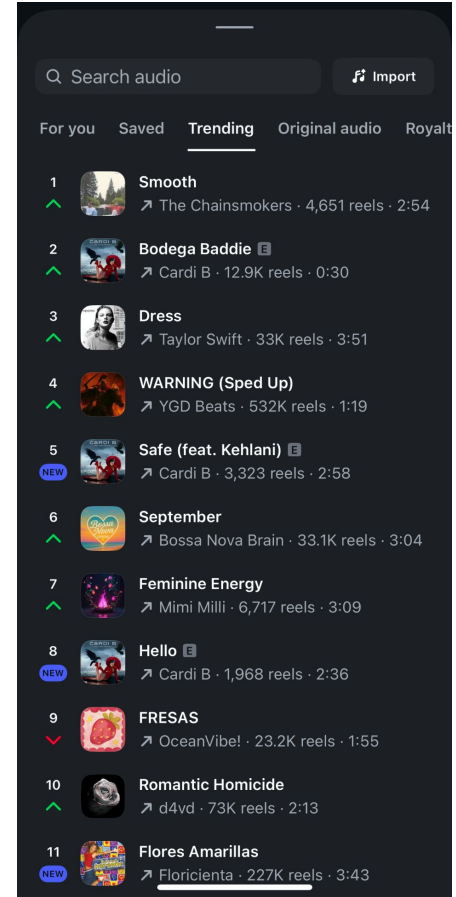 Search audio
Import
For you Saved Trending Original audio Royalt
1 Smooth
The Chainsmokers · 4,651 reels · 2:54
2 Bodega Baddie E
Cardi B · 12.9K reels · 0:30
3 Dress
Taylor Swift · 33K reels · 3:51
4 WARNING (Sped Up)
YGD Beats · 532K reels · 1:19
5 Safe (feat. Kehlani) E
NEW Cardi B · 3,323 reels · 2:58
6 September
Bossa Nova Brain · 33.1K reels · 3:04
7 Feminine Energy
Mimi Milli · 6,717 reels · 3:09
8 Hello E
NEW Cardi B · 1,968 reels · 2:36
9 FRESAS
OceanVibe! · 23.2K reels · 1:55
10 Romantic Homicide
d4vd · 73K reels · 2:13
11 Flores Amarillas
NEW Floricienta · 227K reels · 3:43